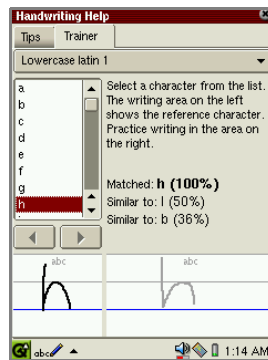 Handwriting Help
Tips Trainer
Lowercase latin 1
a
b
c
d
e
f
g
h
Select a character from the list.
The writing area on the left
shows the reference character.
Practice writing in the area on
the right.
Matched: h (100%)
Similar to: l (50%)
Similar to: b (36%)
abc abc
h h
abc 1:14 AM